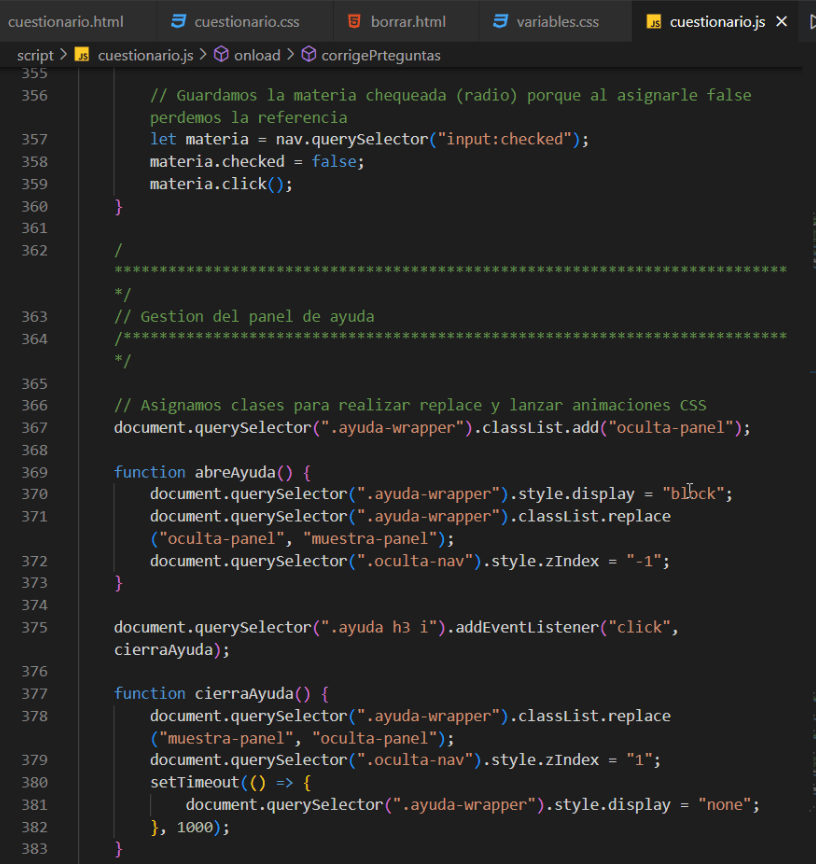 cuestionario.html cuestionario.css borrar.html variables.css JS cuestionario.js
script > JS cuestionario.js > onload > corrigePrteguntas
355
356 // Guardamos la materia chequeada (radio) porque al asignarle false
perdemos la referencia
357 let materia = nav.querySelector("input:checked");
358 materia.checked = false;
359 materia.click();
360 }
361
362 /
***************************************************************************
*/
363 // Gestion del panel de ayuda
364 /**************************************************************************
*/
365
366 // Asignamos clases para realizar replace y lanzar animaciones CSS
367 document.querySelector(".ayuda-wrapper").classList.add("oculta-panel");
368
369 function abreAyuda() {
370 document.querySelector(".ayuda-wrapper").style.display = "block";
371 document.querySelector(".ayuda-wrapper").classList.replace
("oculta-panel", "muestra-panel");
372 document.querySelector(".oculta-nav").style.zIndex = "-1";
373 }
374
375 document.querySelector(".ayuda h3 i").addEventListener("click",
cierraAyuda);
376
377 function cierraAyuda() {
378 document.querySelector(".ayuda-wrapper").classList.replace
("muestra-panel", "oculta-panel");
379 document.querySelector(".oculta-nav").style.zIndex = "1";
380 setTimeout(() => {
381 document.querySelector(".ayuda-wrapper").style.display = "none";
382 }, 1000);
383 }